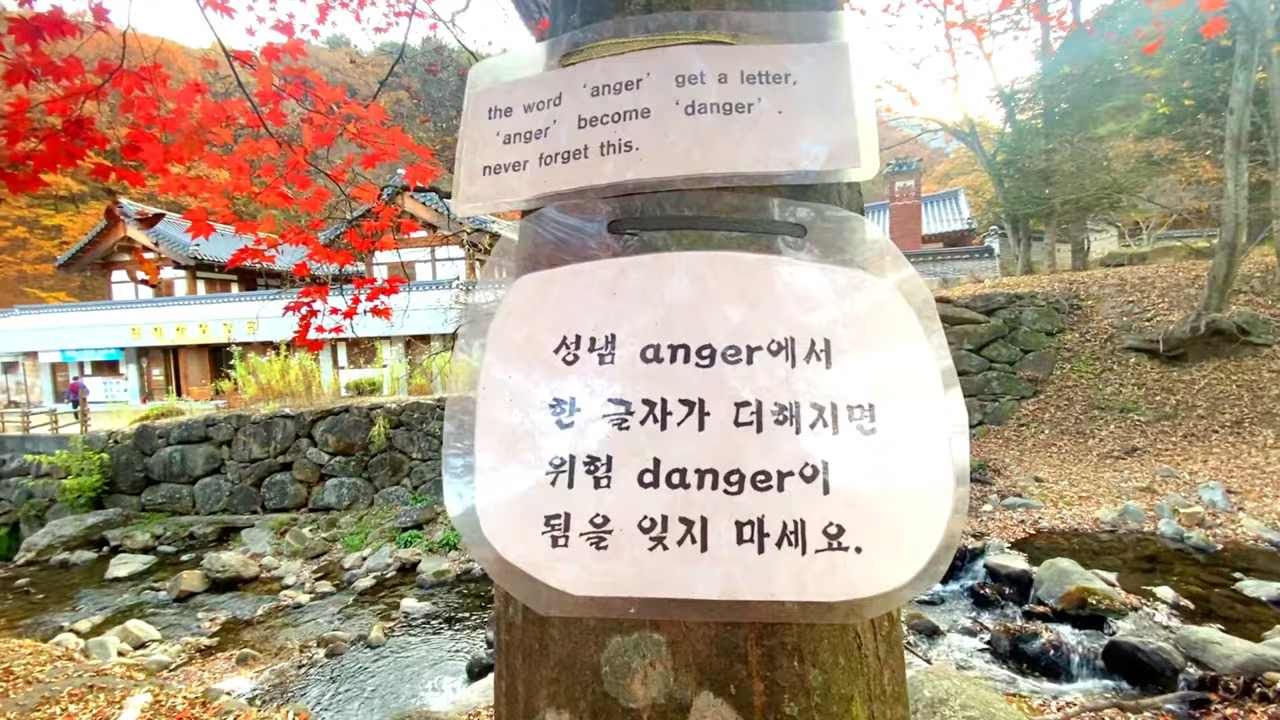 the word ‘anger’ get a letter,
‘anger’ become ‘danger’ .
never forget this.
성냄 anger에서
한 글자가 더해지면
위험 danger이
됨을 잊지 마세요.